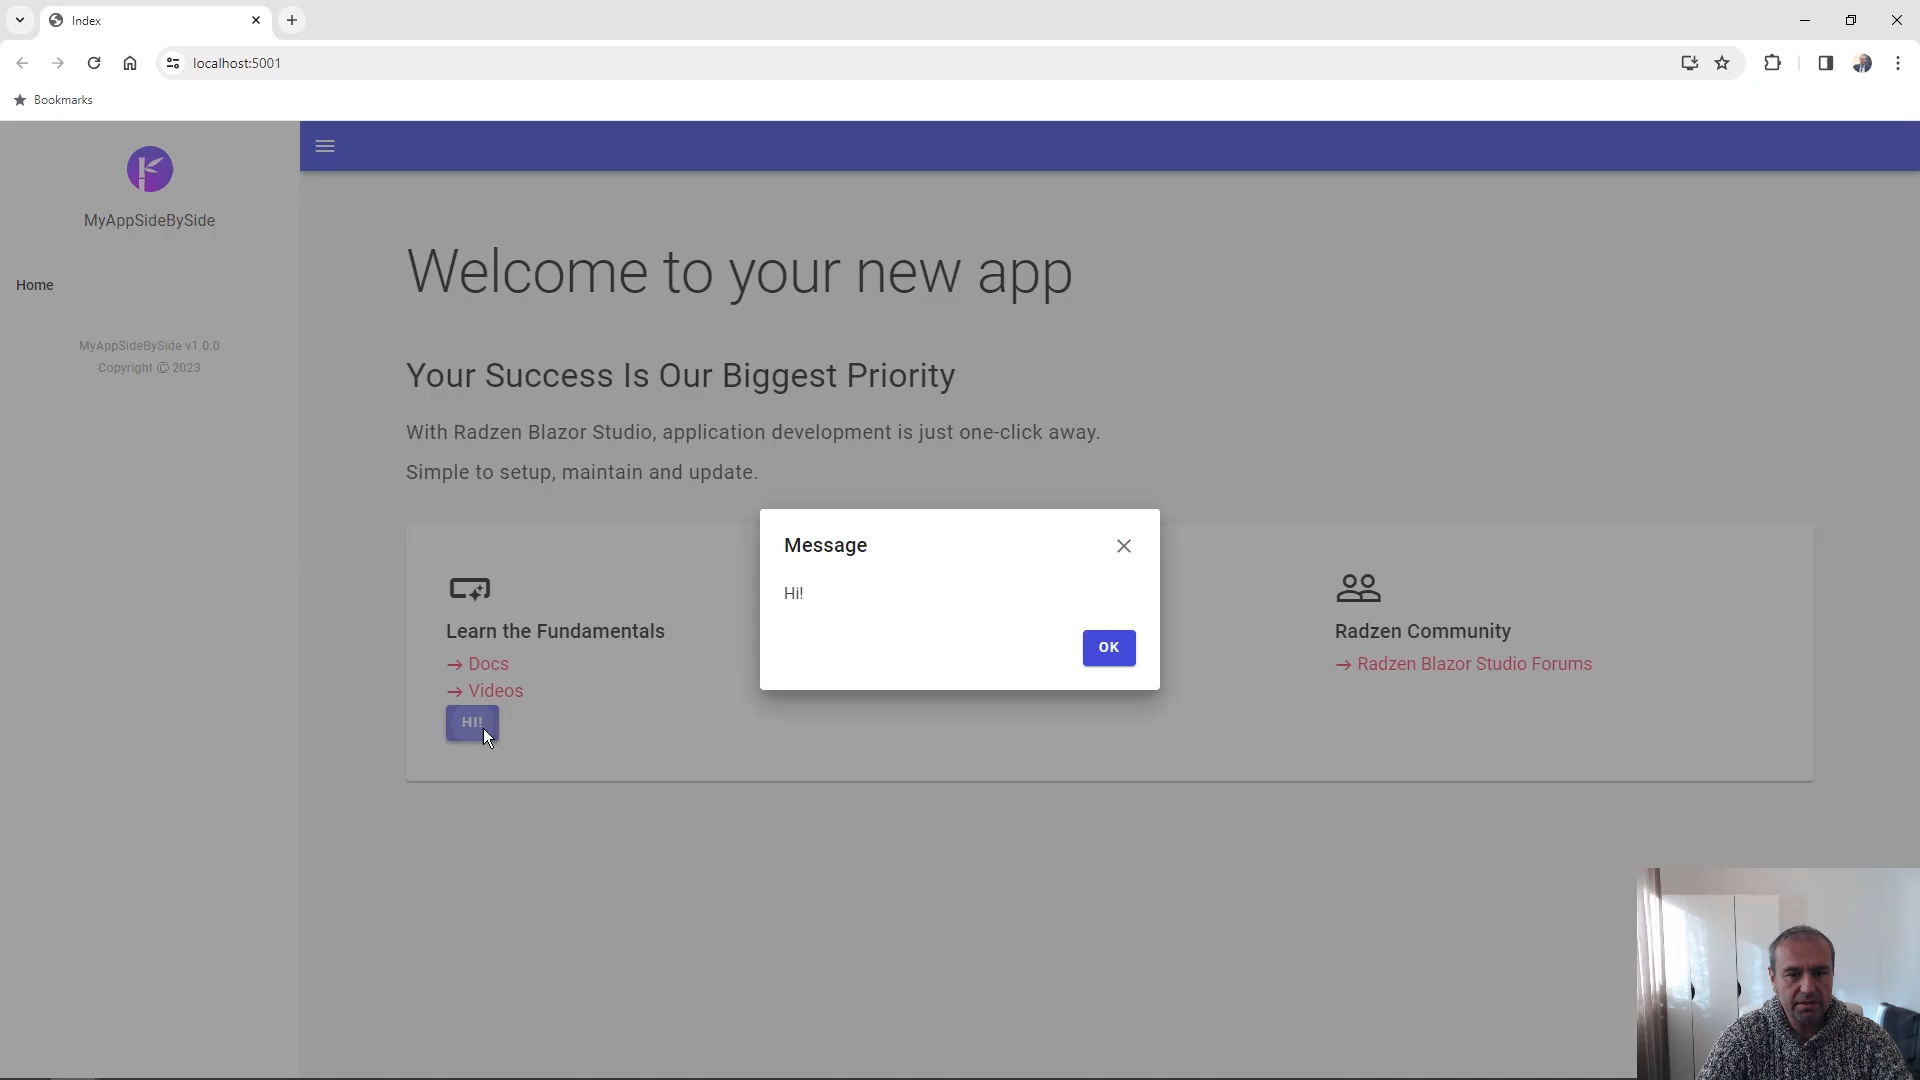 Index
localhost:5001
Bookmarks
MyAppSideBySide
Home
MyAppSideBySide v1.0.0
Copyright © 2023
Welcome to your new app
Your Success Is Our Biggest Priority
With Radzen Blazor Studio, application development is just one-click away.
Simple to setup, maintain and update.
Message
Hi!
OK
Learn the Fundamentals
→ Docs
→ Videos
HI!
Radzen Community
→ Radzen Blazor Studio Forums